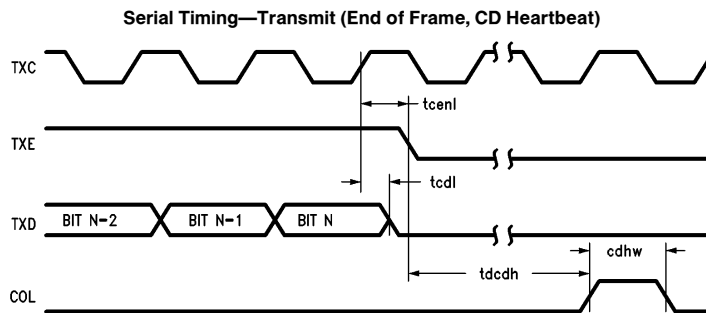 Serial Timing—Transmit (End of Frame, CD Heartbeat)
TXC
tcenl
TXE
tcdl
TXD
BIT N-2
BIT N-1
BIT N
cdhw
tdcdh
COL